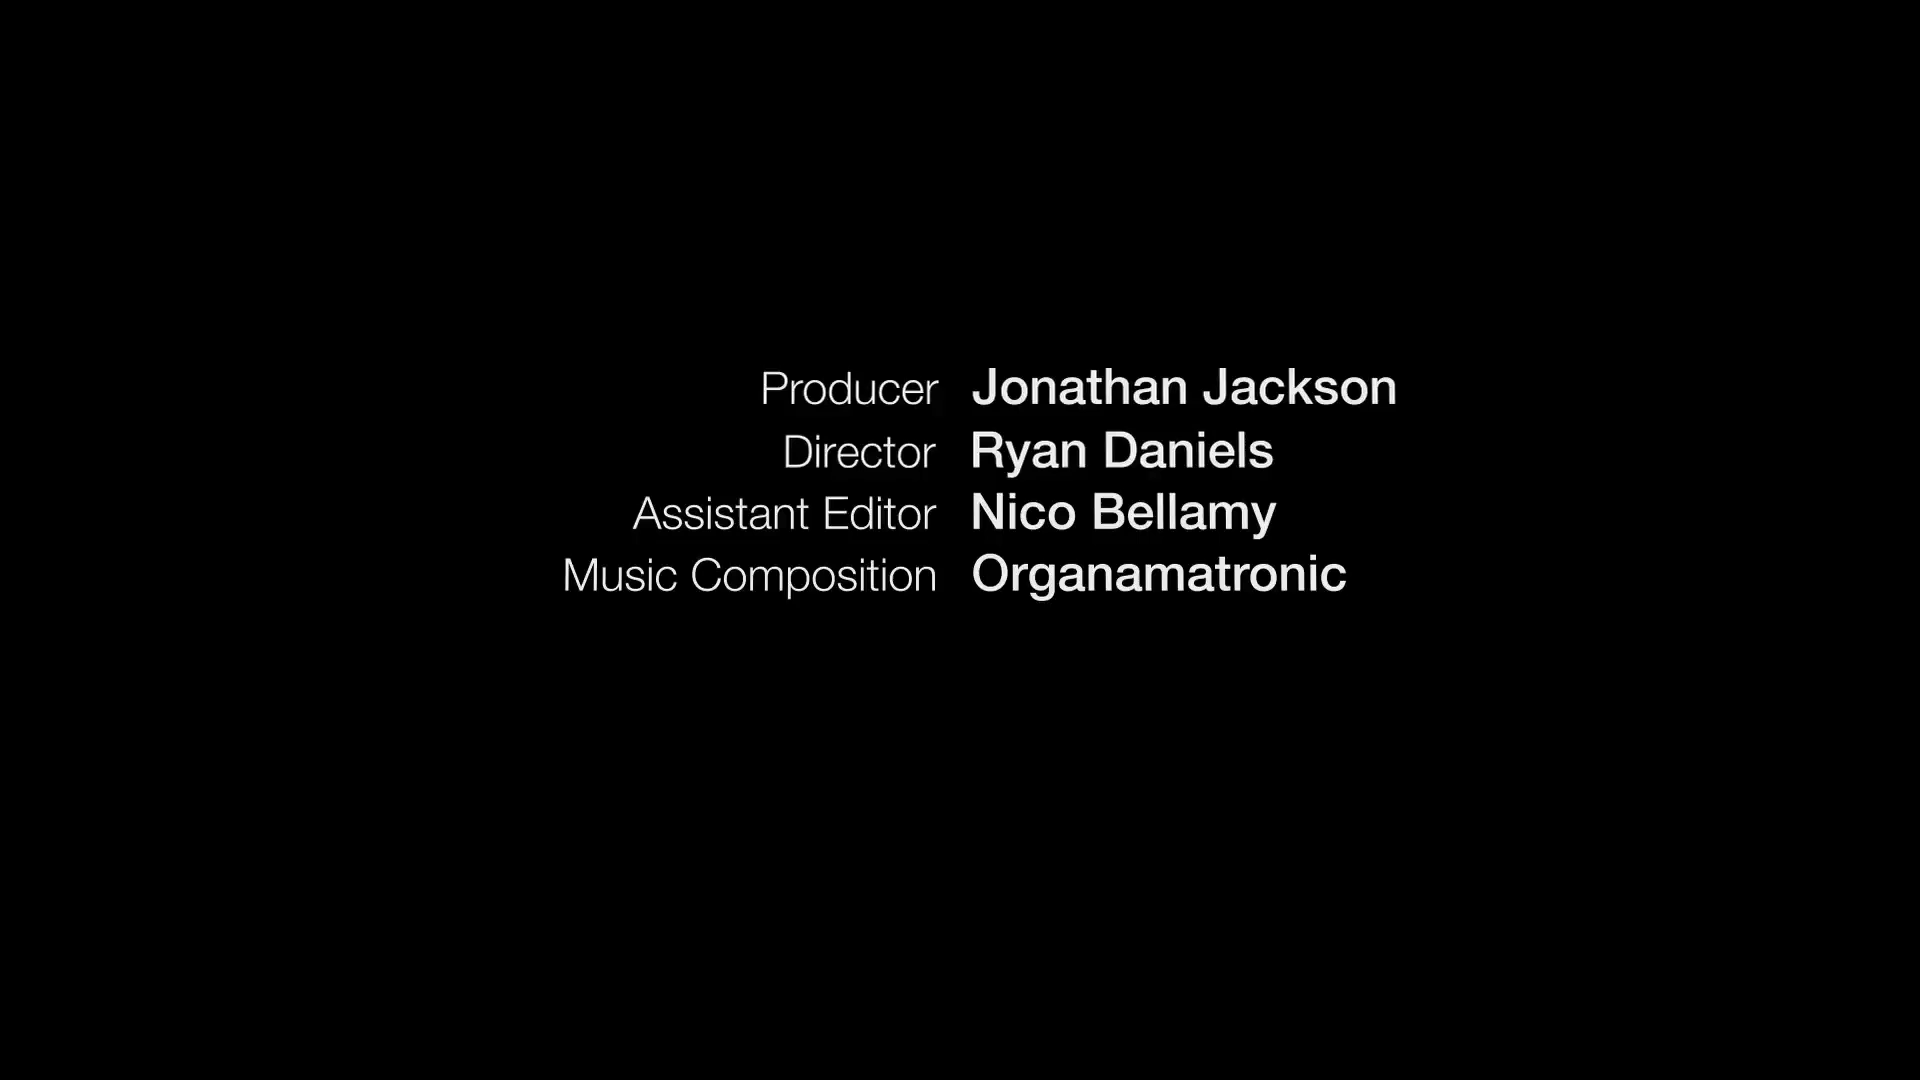 Producer Jonathan Jackson
Director Ryan Daniels
Assistant Editor Nico Bellamy
Music Composition Organamatronic